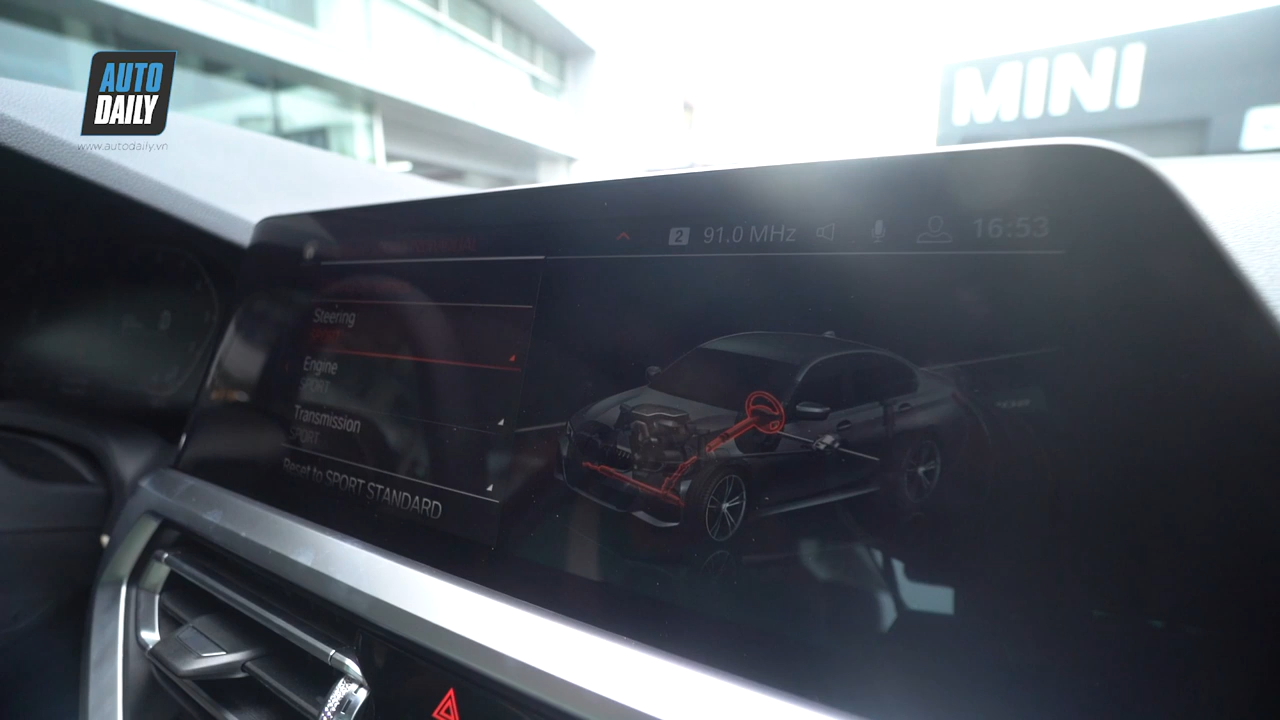 AUTO
DAILY
www.autodaily.vn
MINI
2 91.0 MHz 16:53
Steering
SPORT
Engine
SPORT
Transmission
SPORT
Reset to SPORT STANDARD